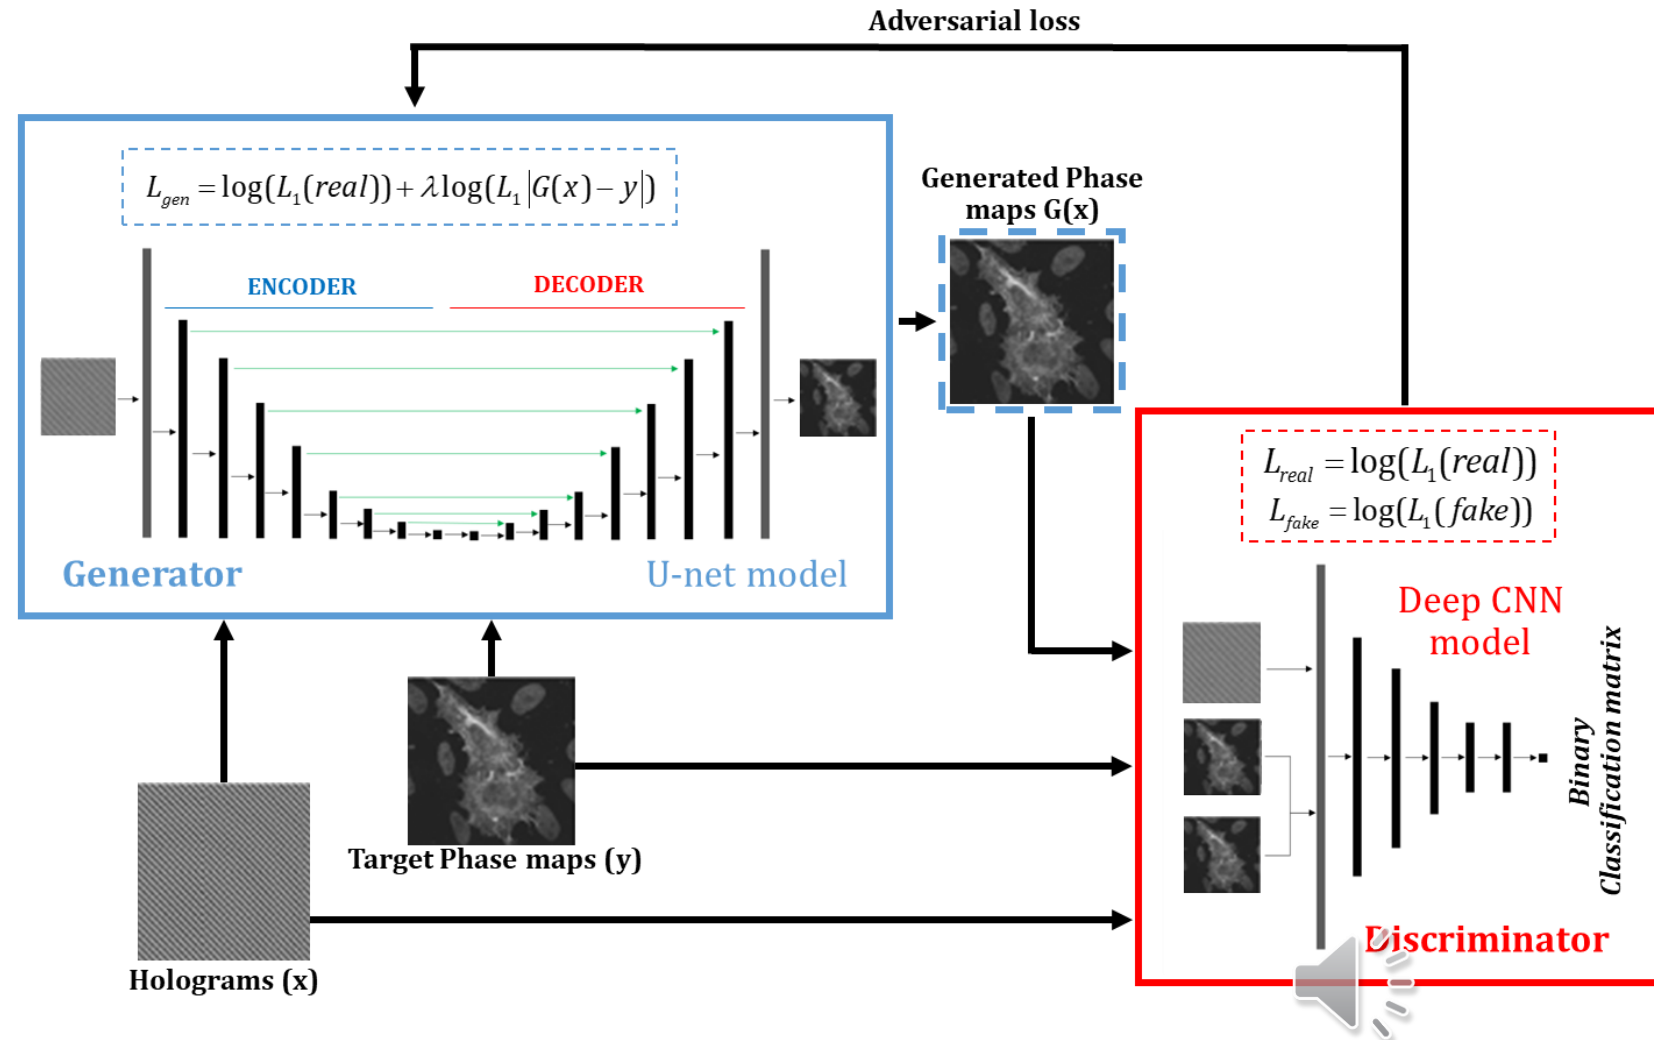 Adversarial loss
L_gen = log(L_1(real)) + λ log(L_1|G(x) − y|)
ENCODER
DECODER
Generator
U-net model
Generated Phase
maps G(x)
L_real = log(L_1(real))
L_fake = log(L_1(fake))
Deep CNN
model
Binary
Classification matrix
Discriminator
Target Phase maps (y)
Holograms (x)